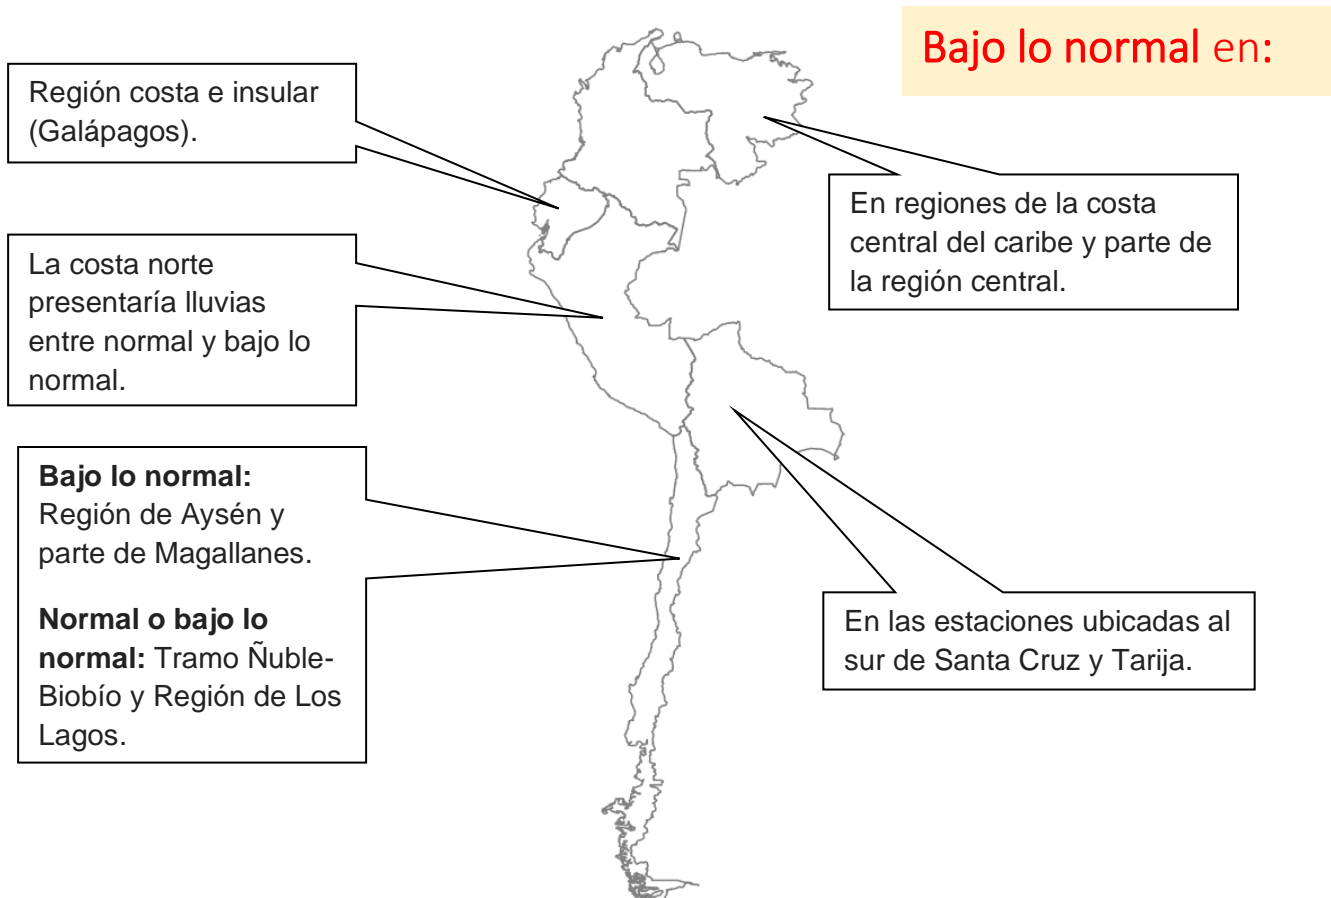 Bajo lo normal en:
Región costa e insular
(Galápagos).
En regiones de la costa
central del caribe y parte de
la región central.
La costa norte
presentaría lluvias
entre normal y bajo lo
normal.
Bajo lo normal:
Región de Aysén y
parte de Magallanes.
Normal o bajo lo
normal: Tramo Ñuble-
Biobío y Región de Los
Lagos.
En las estaciones ubicadas al
sur de Santa Cruz y Tarija.